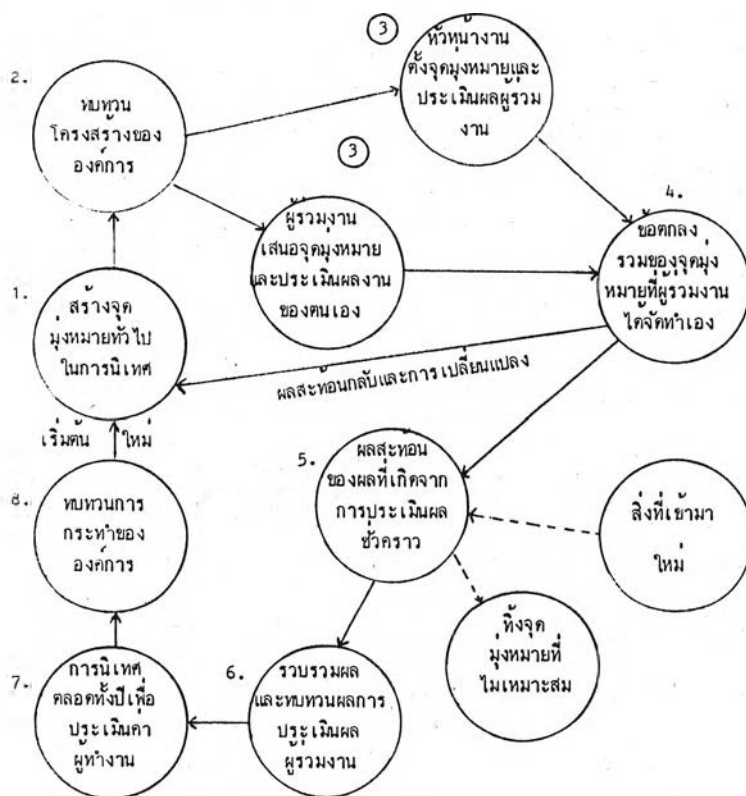 3
หัวหน้างาน
ตั้งจุดมุ่งหมายและ
ประเมินผลผู้รวม
งาน
2.
ทบทวน
โครงสร้างของ
องค์การ
3
ผู้รวมงาน
เสนอจุดมุ่งหมาย
และประเมินผลงาน
ของตนเอง
4.
ข้อตกลง
รวมของจุดมุ่ง
หมายที่ผู้รวมงาน
ได้จัดทำเอง
1.
สร้างจุด
มุ่งหมายทั่วไป
ในการนิเทศ
ผลสะท้อนกลับและการเปลี่ยนแปลง
เริ่มต้น ใหม่
5.
ผลสะท้อน
ของผลที่เกิดจาก
การประเมินผล
ชั่วคราว
สิ่งที่เข้ามา
ใหม่
8.
ทบทวนการ
กระทำของ
องค์การ
ทิ้งจุด
มุ่งหมายที่
ไมเหมาะสม
7.
การนิเทศ
ตลอดทั้งปีเพื่อ
ประเมินคา
ผู้ทำงาน
6.
รวบรวมผล
และทบทวนผลการ
ประเมินผล
ผู้รวมงาน